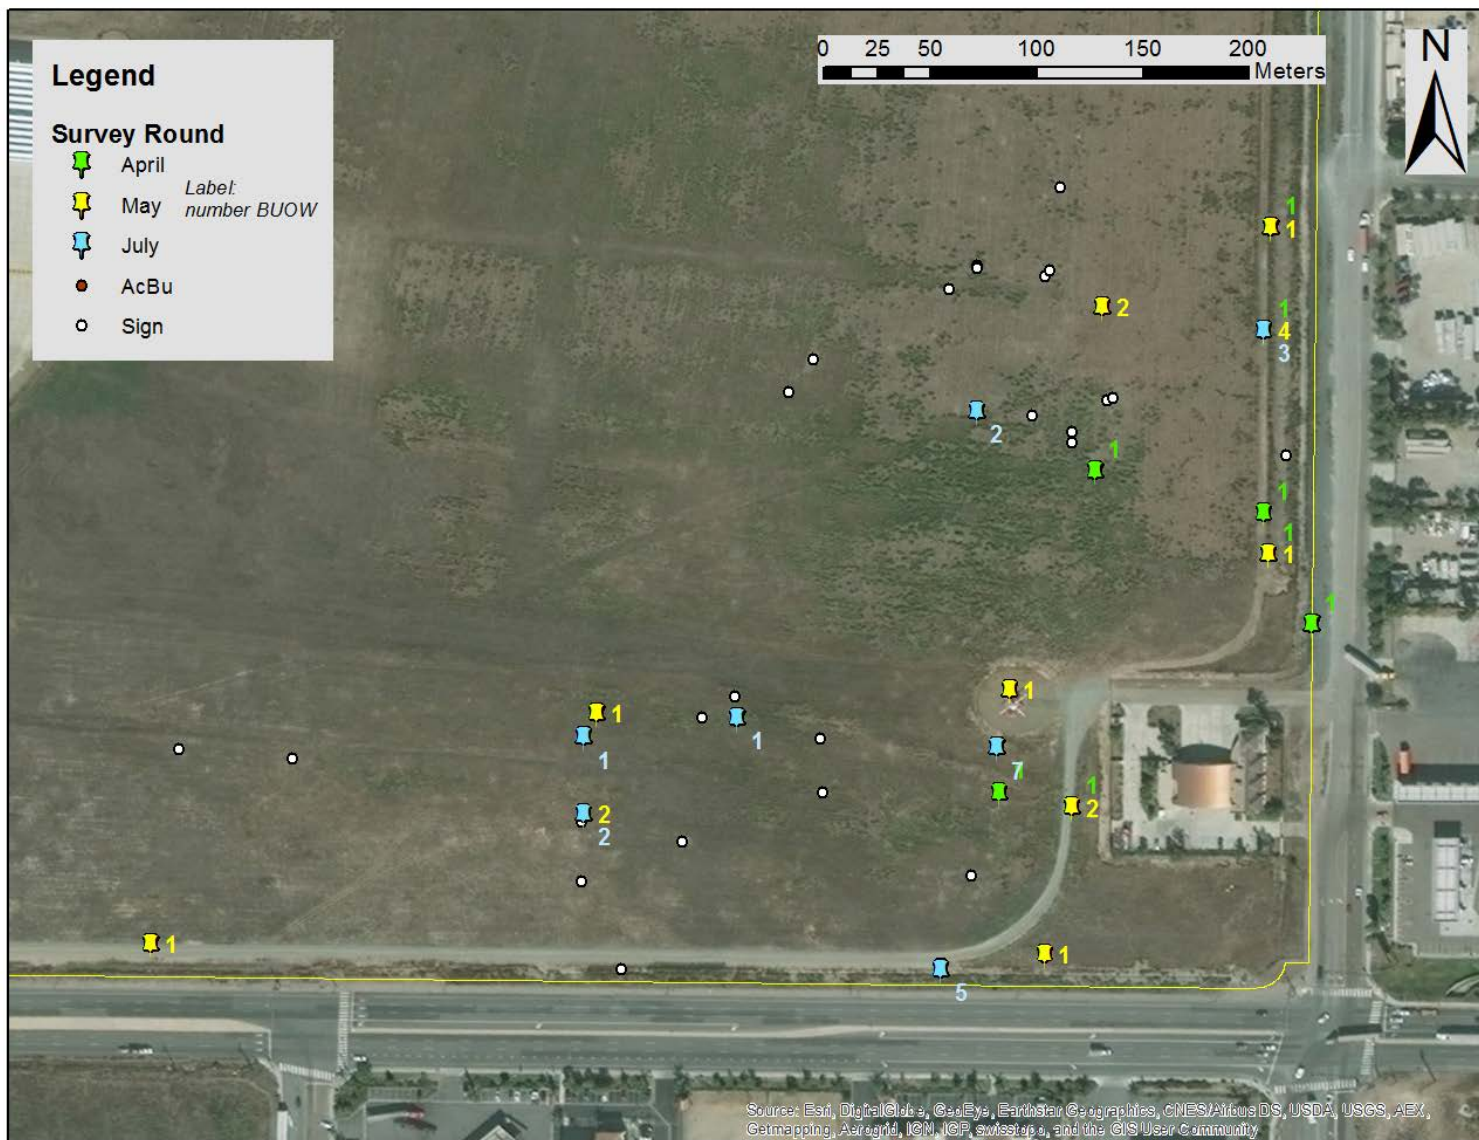 Legend
Survey Round
April
May
July
AcBu
Sign
Label:
number BUOW
0 25 50 100 150 200
Meters
N
1
1
2
1
4
3
2
1
1
1
1
1
1
1
1
1
7
1
1
2
2
2
1
1
5
Source: Esri, DigitalGlobe, GeoEye, Earthstar Geographics, CNES/Airbus DS, USDA, USGS, AEX,
Getmapping, Aerogrid, IGN, IGP, swisstopo, and the GIS User Community